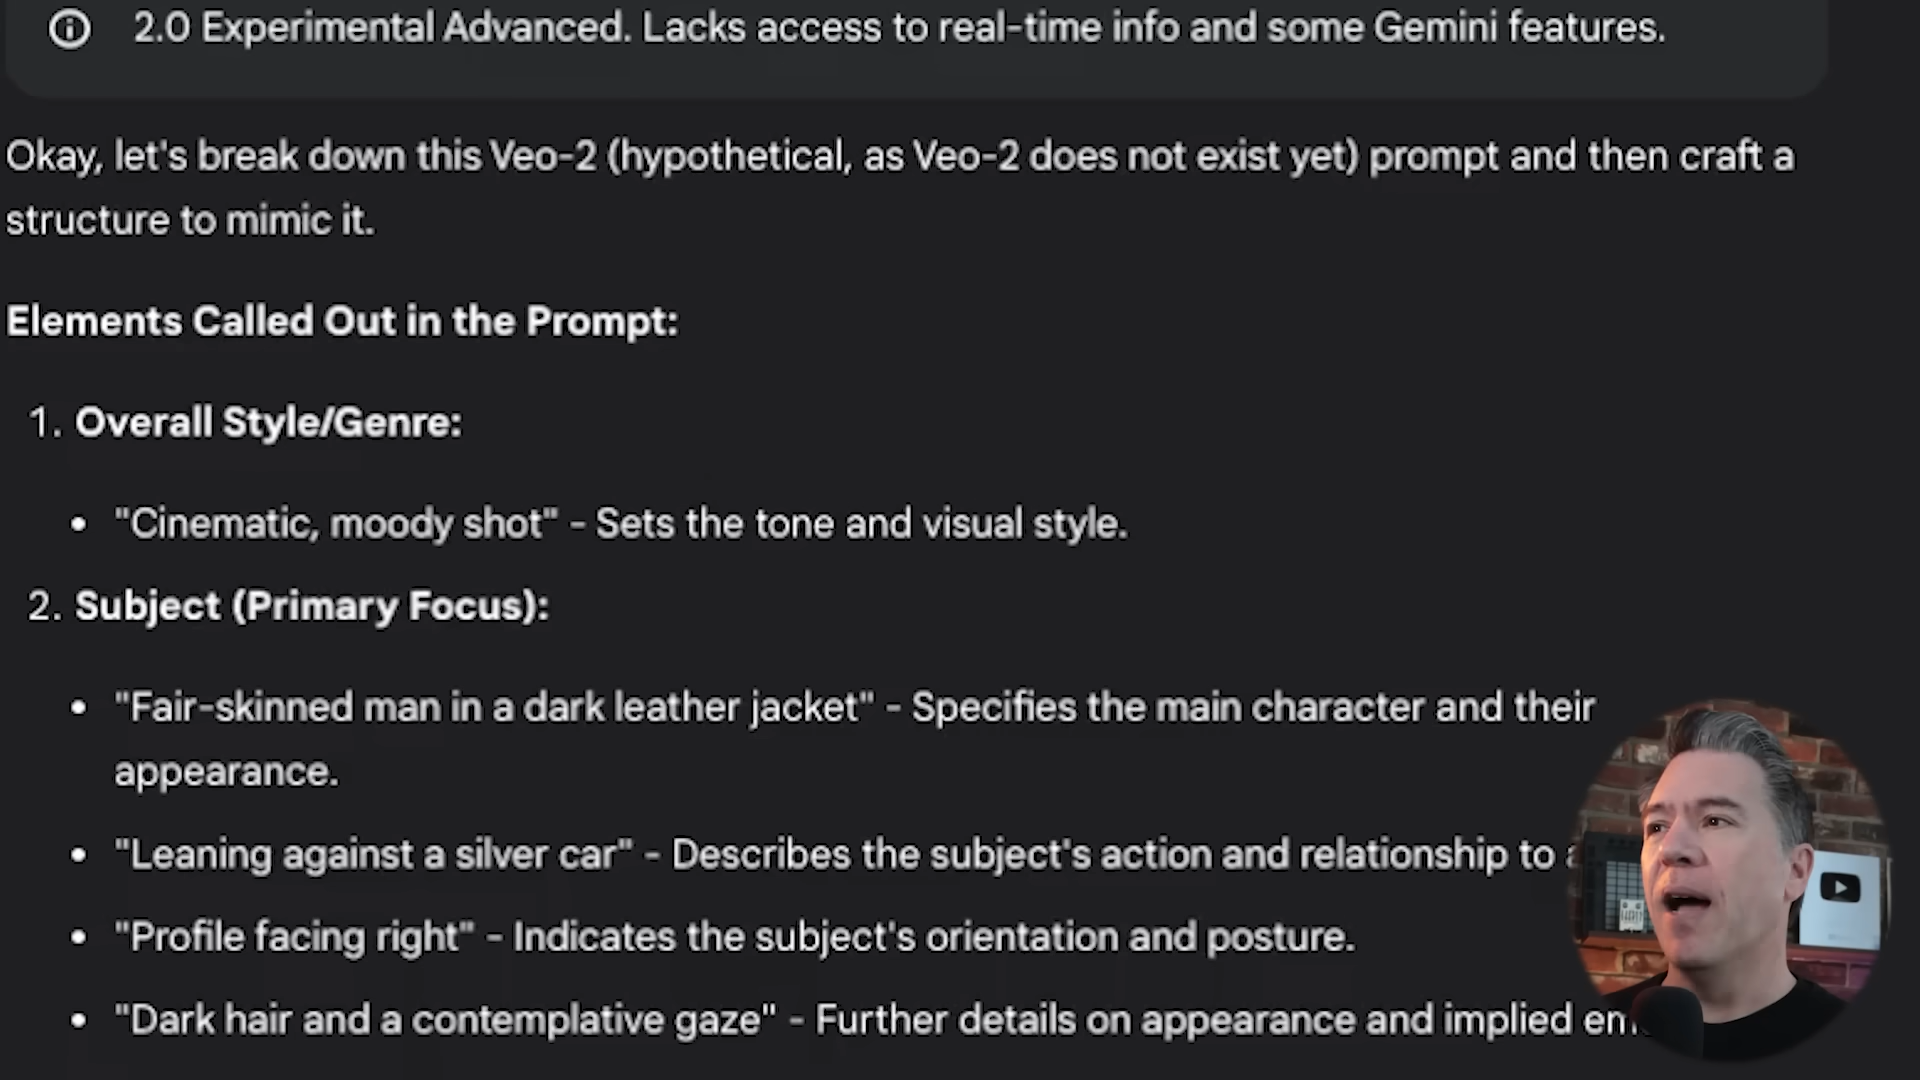 2.0 Experimental Advanced. Lacks access to real-time info and some Gemini features.
Okay, let's break down this Veo-2 (hypothetical, as Veo-2 does not exist yet) prompt and then craft a
structure to mimic it.
Elements Called Out in the Prompt:
1. Overall Style/Genre:
• "Cinematic, moody shot" - Sets the tone and visual style.
2. Subject (Primary Focus):
• "Fair-skinned man in a dark leather jacket" - Specifies the main character and their
appearance.
• "Leaning against a silver car" - Describes the subject's action and relationship to
• "Profile facing right" - Indicates the subject's orientation and posture.
• "Dark hair and a contemplative gaze" - Further details on appearance and implied